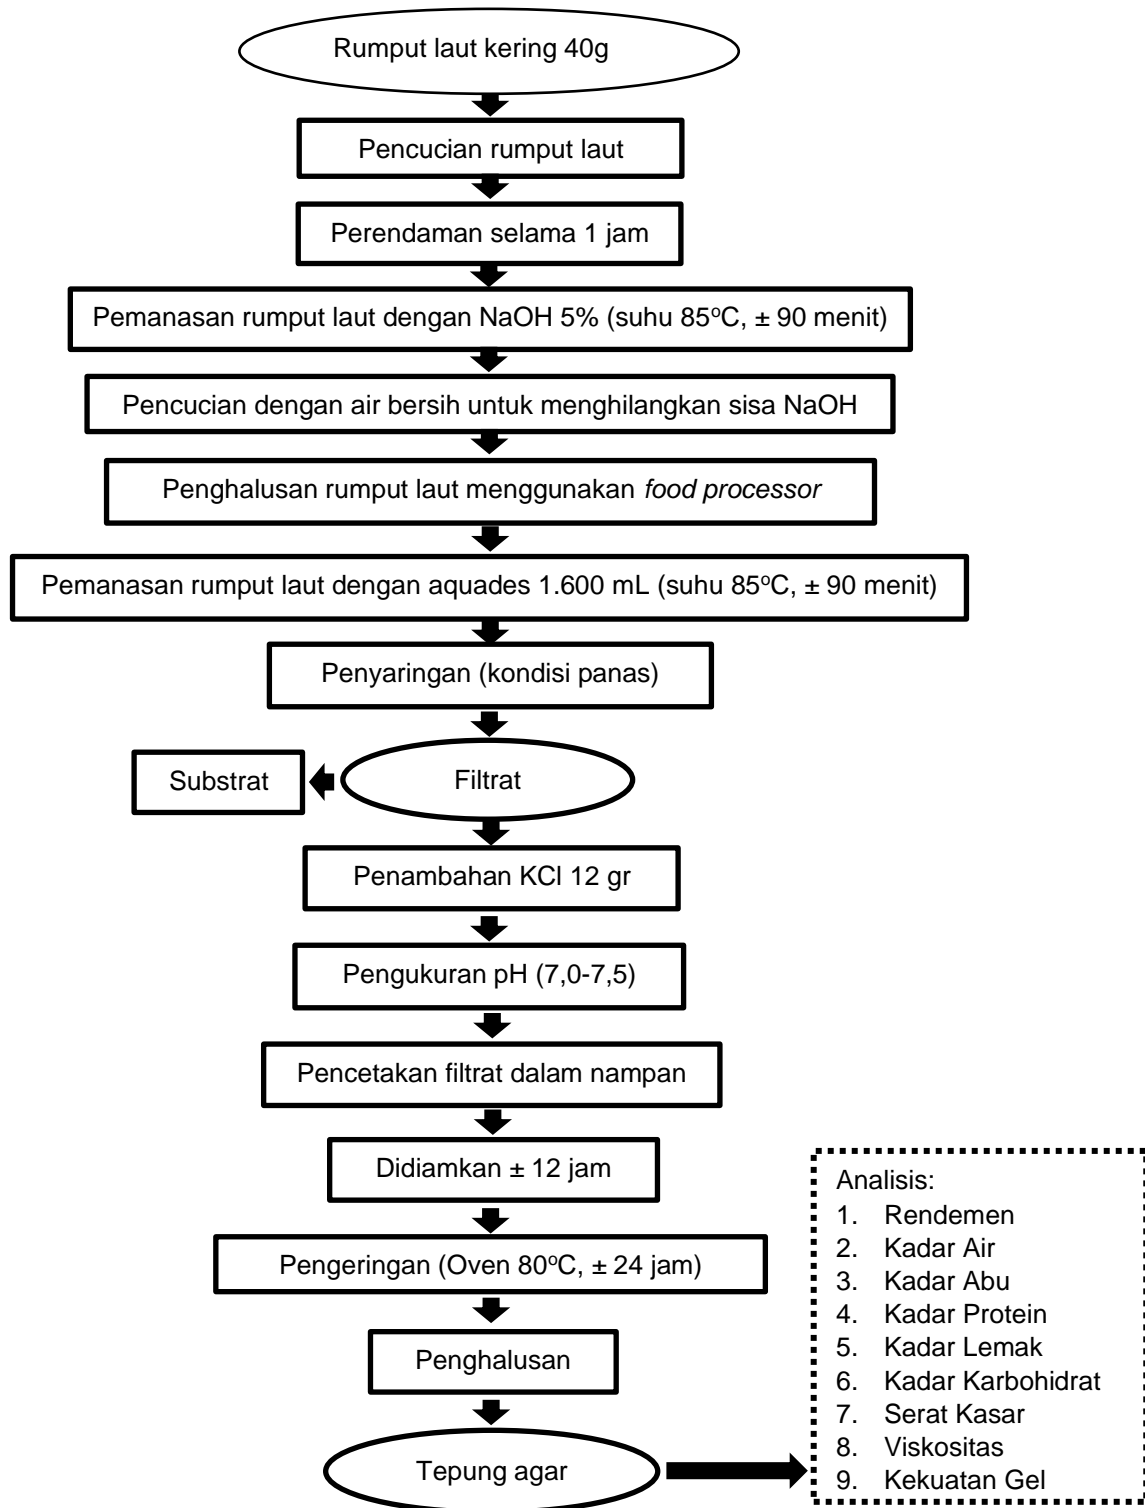 Rumput laut kering 40g
Pencucian rumput laut
Perendaman selama 1 jam
Pemanasan rumput laut dengan NaOH 5% (suhu 85°C, ± 90 menit)
Pencucian dengan air bersih untuk menghilangkan sisa NaOH
Penghalusan rumput laut menggunakan food processor
Pemanasan rumput laut dengan aquades 1.600 mL (suhu 85°C, ± 90 menit)
Penyaringan (kondisi panas)
Substrat
Filtrat
Penambahan KCl 12 gr
Pengukuran pH (7,0-7,5)
Pencetakan filtrat dalam nampan
Didiamkan ± 12 jam
Pengeringan (Oven 80°C, ± 24 jam)
Penghalusan
Tepung agar
Analisis:
1. Rendemen
2. Kadar Air
3. Kadar Abu
4. Kadar Protein
5. Kadar Lemak
6. Kadar Karbohidrat
7. Serat Kasar
8. Viskositas
9. Kekuatan Gel